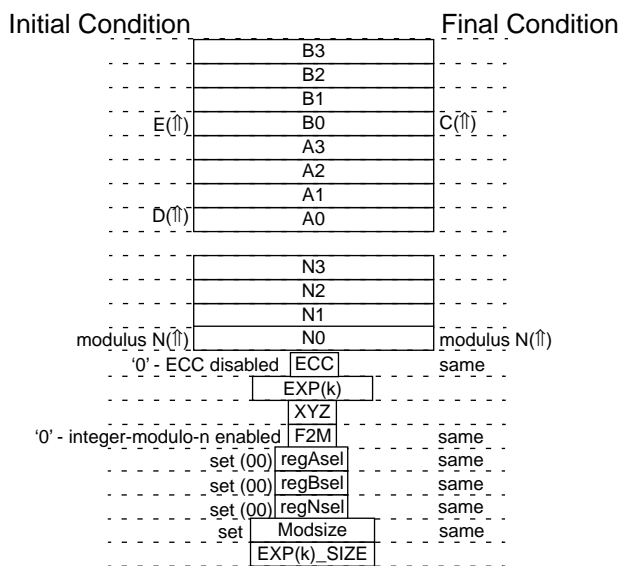 Initial Condition Final Condition
B3
B2
B1
E(⇑) B0 C(⇑)
A3
A2
A1
D(⇑) A0
N3
N2
N1
modulus N(⇑) N0 modulus N(⇑)
‘0’ - ECC disabled ECC same
EXP(k)
XYZ
‘0’ - integer-modulo-n enabled F2M same
set (00) regAsel same
set (00) regBsel same
set (00) regNsel same
set Modsize same
EXP(k)_SIZE